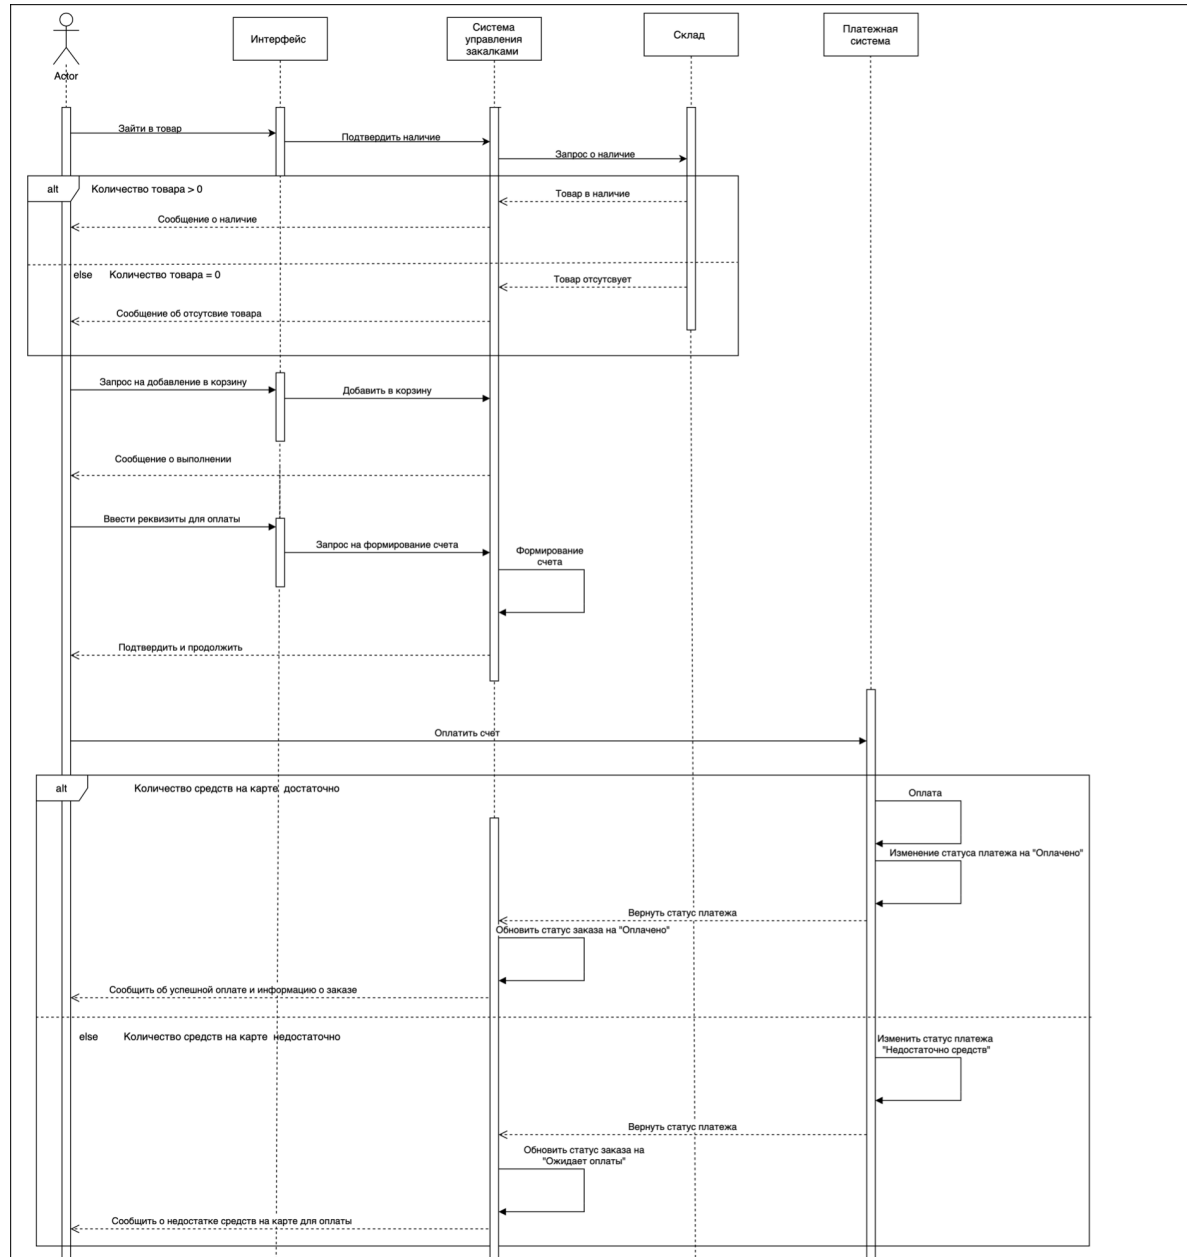 Actor
Интерфейс
Система
управления
закалками
Склад
Платежная
система
Зайти в товар
Подтвердить наличие
Запрос о наличие
alt
Количество товара > 0
Товар в наличие
Сообщение о наличие
else
Количество товара = 0
Товар отсутсвует
Сообщение об отсутсвие товара
Запрос на добавление в корзину
Добавить в корзину
Сообщение о выполнении
Ввести реквизиты для оплаты
Запрос на формирование счета
Формирование
счета
Подтвердить и продолжить
Оплатить счет
alt
Количество средств на карте достаточно
Оплата
Изменение статуса платежа на "Оплачено"
Вернуть статус платежа
Обновить статус заказа на "Оплачено"
Сообщить об успешной оплате и информацию о заказе
else
Количество средств на карте недостаточно
Изменить статус платежа
"Недостаточно средств"
Вернуть статус платежа
Обновить статус заказа на
"Ожидает оплаты"
Сообщить о недостатке средств на карте для оплаты